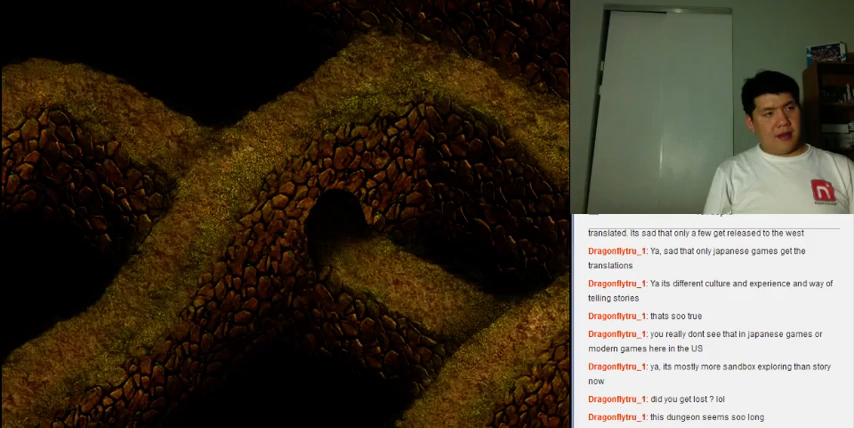 translated. Its sad that only a few get released to the west
Dragonflytru_1: Ya, sad that only japanese games get the
translations
Dragonflytru_1: Ya its different culture and experience and way of
telling stories
Dragonflytru_1: thats soo true
Dragonflytru_1: you really dont see that in japanese games or
modern games here in the US
Dragonflytru_1: ya, its mostly more sandbox exploring than story
now
Dragonflytru_1: did you get lost ? lol
Dragonflytru_1: this dungeon seems soo long